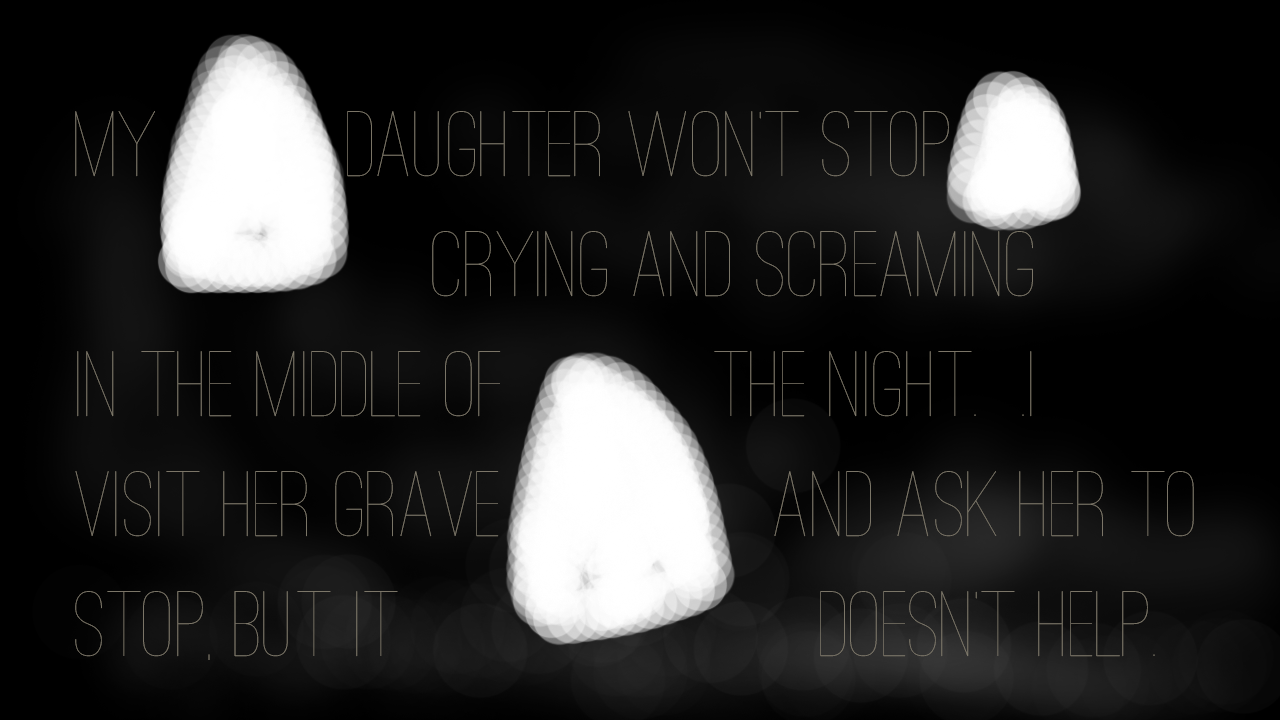 MY DAUGHTER WON'T STOP
CRYING AND SCREAMING
IN THE MIDDLE OF THE NIGHT. I
VISIT HER GRAVE AND ASK HER TO
STOP, BUT IT DOESN'T HELP.